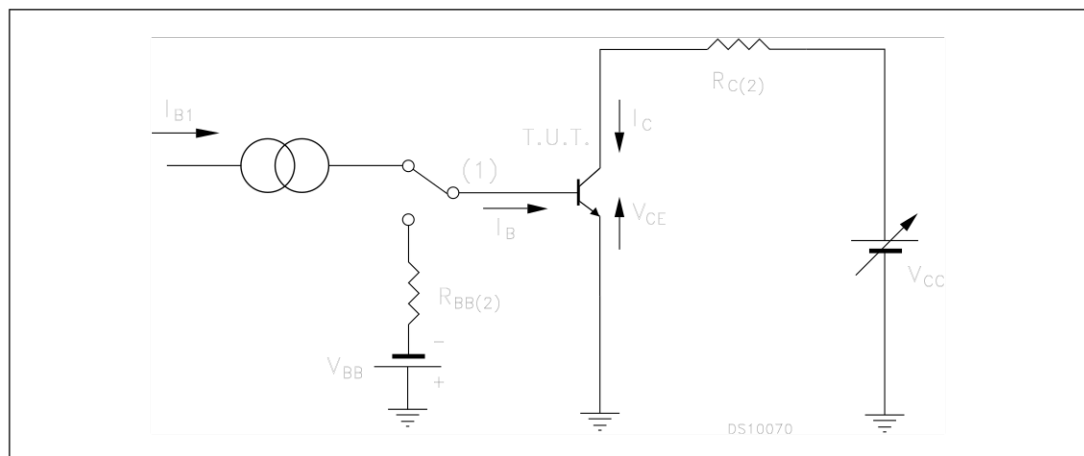 R_C(2)
I_B1
I_C
T.U.T.
(1)
I_B
V_CE
V_CC
R_BB(2)
−
V_BB
+
DS10070